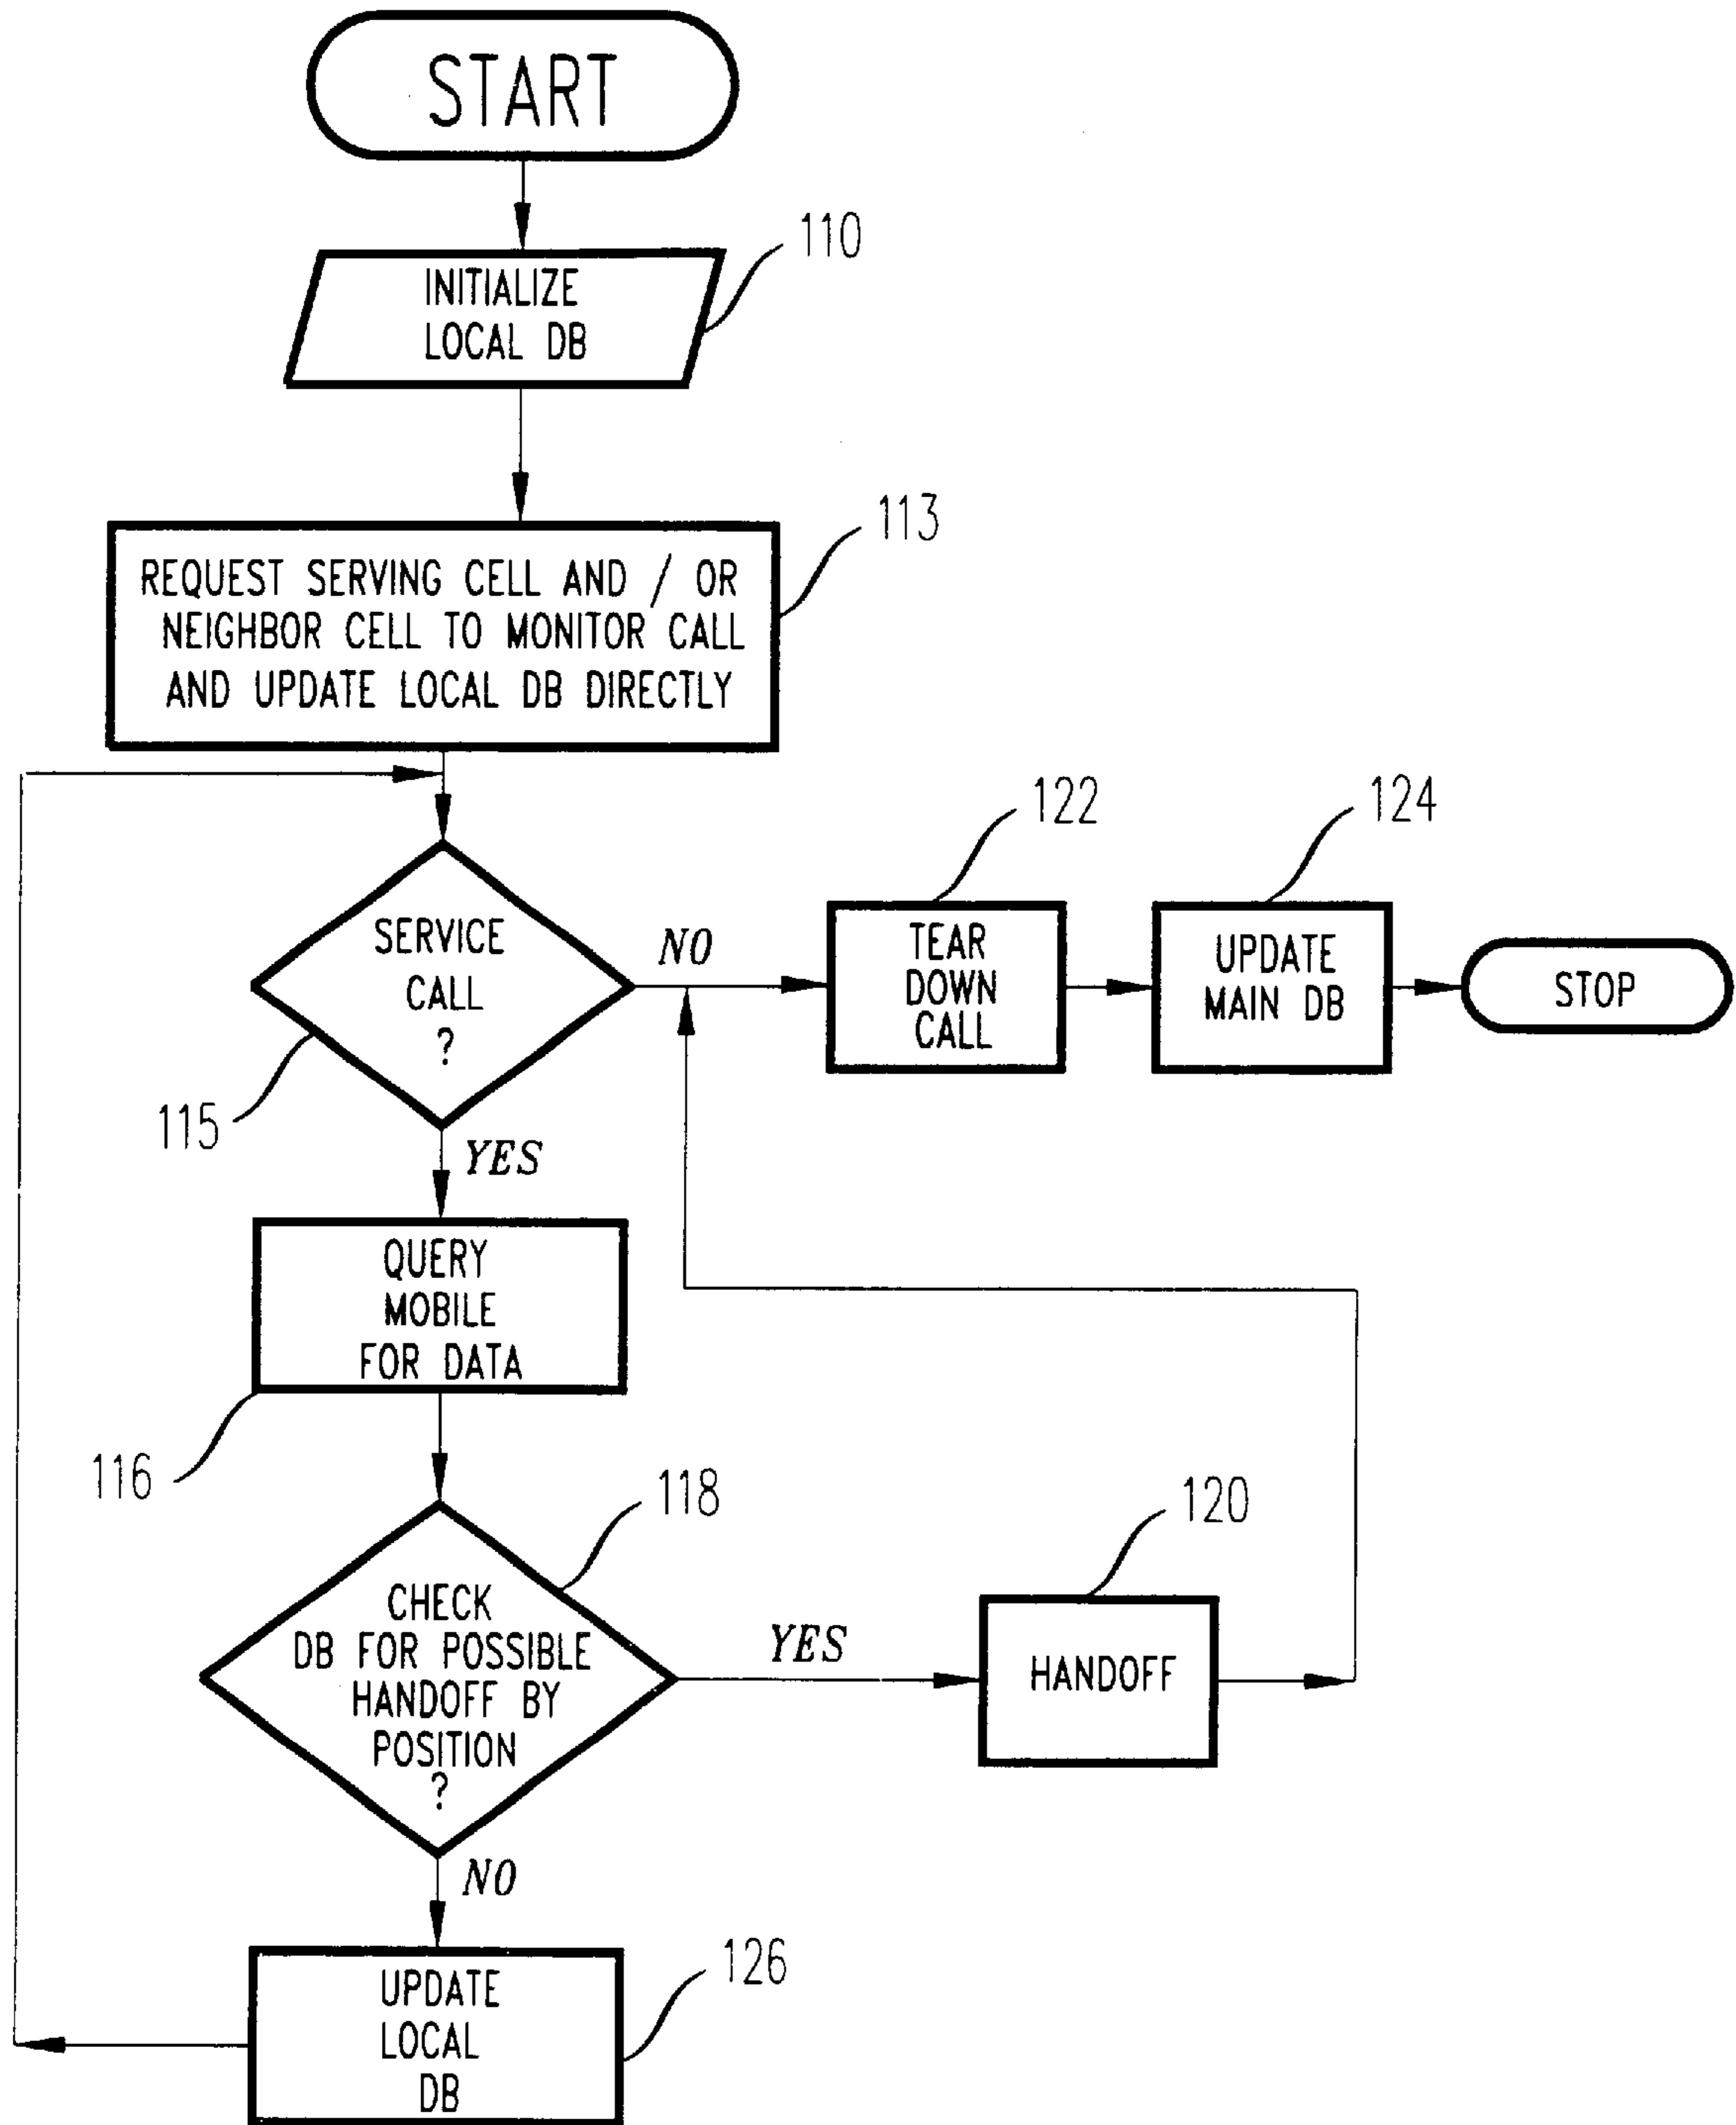 START
110
INITIALIZE
LOCAL DB
113
REQUEST SERVING CELL AND / OR
NEIGHBOR CELL TO MONITOR CALL
AND UPDATE LOCAL DB DIRECTLY
122
124
SERVICE
CALL
?
NO
TEAR
DOWN
CALL
UPDATE
MAIN DB
STOP
115
YES
QUERY
MOBILE
FOR DATA
116
118
120
CHECK
DB FOR POSSIBLE
HANDOFF BY
POSITION
?
YES
HANDOFF
NO
126
UPDATE
LOCAL
DB